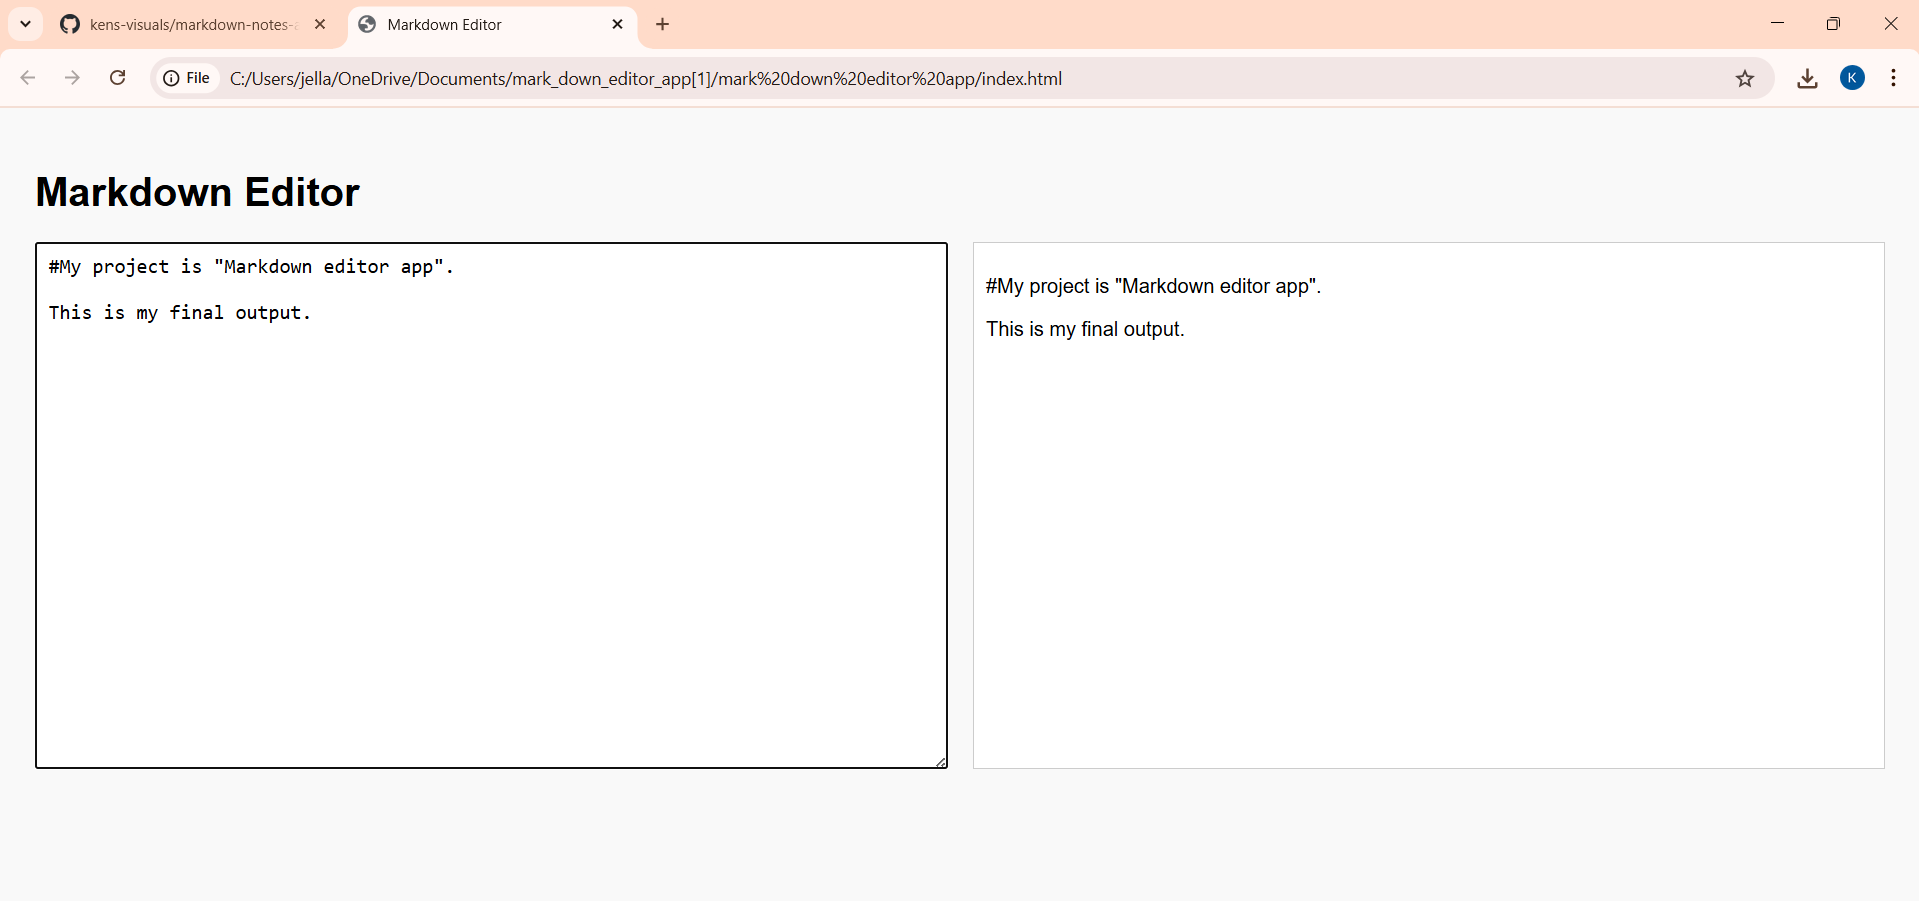 kens-visuals/markdown-notes-a
Markdown Editor
File
C:/Users/jella/OneDrive/Documents/mark_down_editor_app[1]/mark%20down%20editor%20app/index.html
K
Markdown Editor
#My project is "Markdown editor app".
This is my final output.
#My project is "Markdown editor app".
This is my final output.